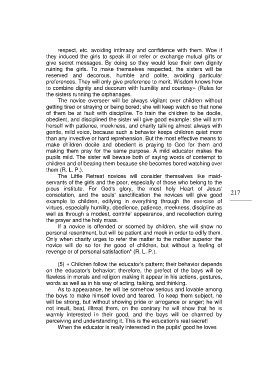 respect, etc. avoiding intimacy and confidence with them. Woe if
they induced the girls to speak ill or refer or exchange mutual gifts or
give secret messages. By doing so they would lose their own dignity
ruining the girls. To make themselves respected, the sisters will be
reserved and decorous, humble and polite, avoiding particular
preferences. They will only give preference to merit. Wisdom knows how
to combine dignity and decorum with humility and courtesy» (Rules for
the sisters running the orphanages.
The novice overseer will be always vigilant over children without
getting tired or straying or being bored; she will keep watch so that none
of them be at fault with discipline. To train the children to be docile,
obedient, and disciplined the sister will give good example: she will arm
herself with patience, meekness, and charity talking almost always with
gentle, mild voice, because such a behavior keeps children quiet more
than any invective or hard reprehension. But the most effective means to
make children docile and obedient is praying to God for them and
making them pray for the same purpose. A mild educator makes the
pupils mild. The sister will beware both of saying words of contempt to
children and of beating them because she becomes bored watching over
them (R. L. P.).
The Little Retreat novices will consider themselves like maid-
servants of the girls and the poor, especially of those who belong to the
pious institute. For God's glory, the most holy Heart of Jesus'
consolation, and the souls' sanctification the novices will give good
example to children, edifying in everything through the exercise of
virtues, especially humility, obedience, patience, meekness, discipline as
well as through a modest, contrite' appearance, and recollection during
the prayer and the holy mass.
If a novice is offended or scorned by children, she will show no
personal resentment, but will be patient and meek in order to edify them.
Only when charity urges to refer the matter to the mother superior the
novice will do so for the good of children, but without a feeling of
revenge or of personal satisfaction" (R. L. P.).
217
(5) « Children follow the educator's pattern; their behavior depends
on the educator's behavior; therefore, the prefect of the boys will be
flawless in morals and religion making it appear in his actions, gestures,
words as well as in his way of acting, talking, and thinking.
As to appearance, he will be somehow serious and lovable among
the boys to make himself loved and feared. To keep them subject, he
will be strong, but without showing pride or arrogance or anger; he will
not insult, beat, illtreat them, on the contrary he will show that he is
warmly interested in their good, and the boys will be charmed by
perceiving and understanding it. This is the education's real secret!
When the educator is really interested in the pupils' good he loves